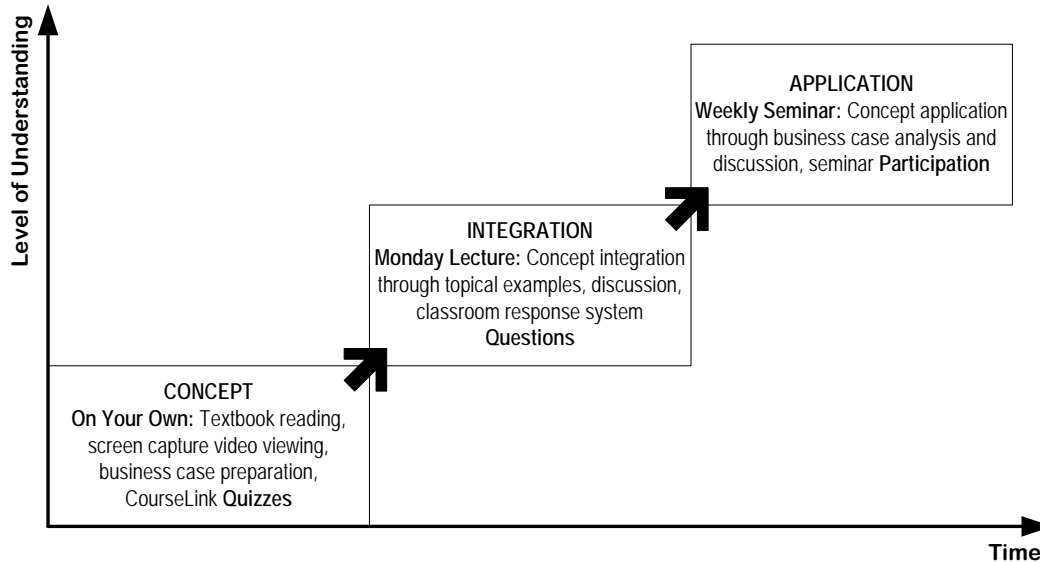 Level of Understanding
APPLICATION
Weekly Seminar: Concept application
through business case analysis and
discussion, seminar Participation
INTEGRATION
Monday Lecture: Concept integration
through topical examples, discussion,
classroom response system
Questions
CONCEPT
On Your Own: Textbook reading,
screen capture video viewing,
business case preparation,
CourseLink Quizzes
Time